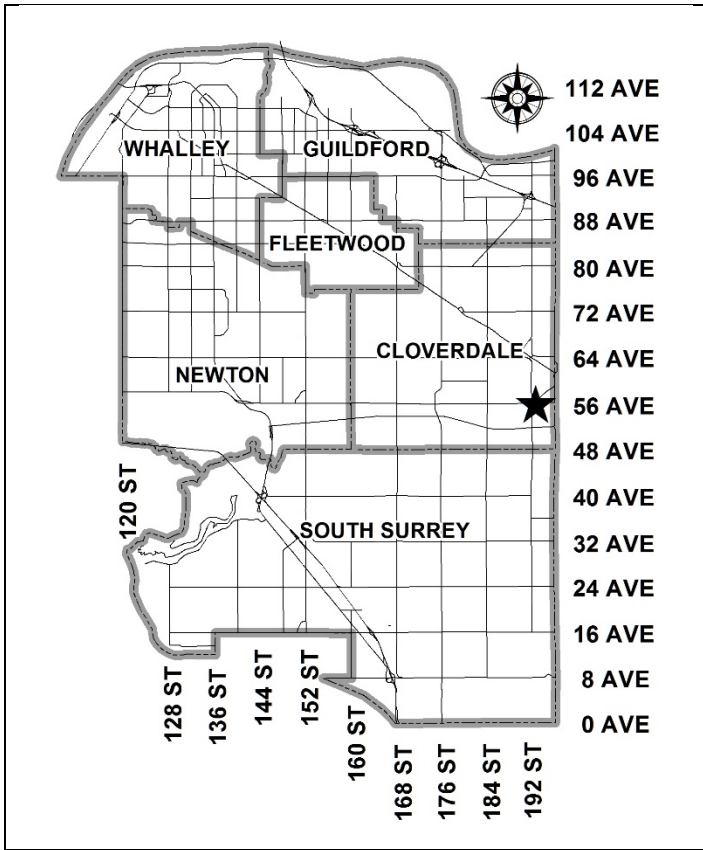 112 AVE
104 AVE
WHALLEY
GUILDFORD
96 AVE
88 AVE
FLEETWOOD
80 AVE
72 AVE
CLOVERDALE
64 AVE
NEWTON
56 AVE
48 AVE
120 ST
40 AVE
SOUTH SURREY
32 AVE
24 AVE
16 AVE
128 ST
136 ST
144 ST
152 ST
8 AVE
160 ST
0 AVE
168 ST
176 ST
184 ST
192 ST